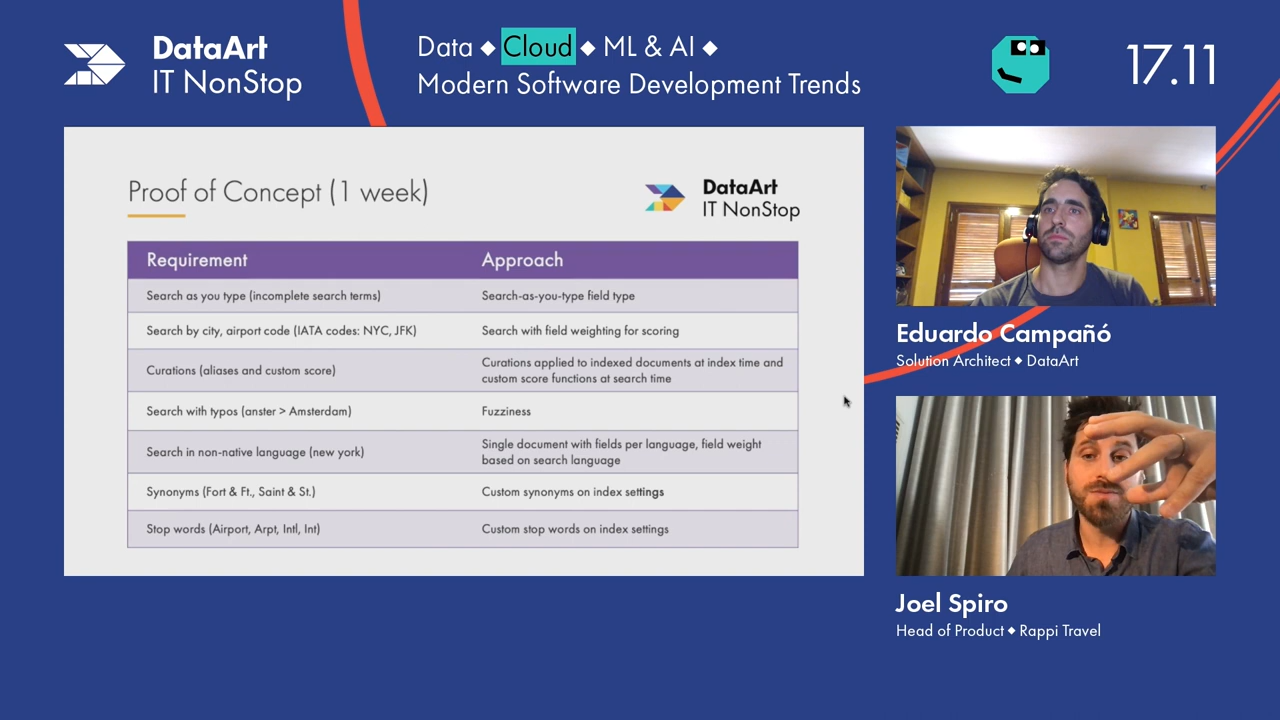 DataArt
IT NonStop
Data ◆ Cloud ◆ ML & AI ◆
Modern Software Development Trends
17.11
Proof of Concept (1 week)
DataArt
IT NonStop
Requirement Approach
Search as you type (incomplete search terms) Search-as-you-type field type
Search by city, airport code (IATA codes: NYC, JFK) Search with field weighting for scoring
Curations (aliases and custom score) Curations applied to indexed documents at index time and
custom score functions at search time
Search with typos (anster > Amsterdam) Fuzziness
Search in non-native language (new york) Single document with fields per language, field weight
based on search language
Synonyms (Fort & Ft., Saint & St.) Custom synonyms on index settings
Stop words (Airport, Arpt, Intl, Int) Custom stop words on index settings
Eduardo Campañó
Solution Architect ◆ DataArt
Joel Spiro
Head of Product ◆ Rappi Travel